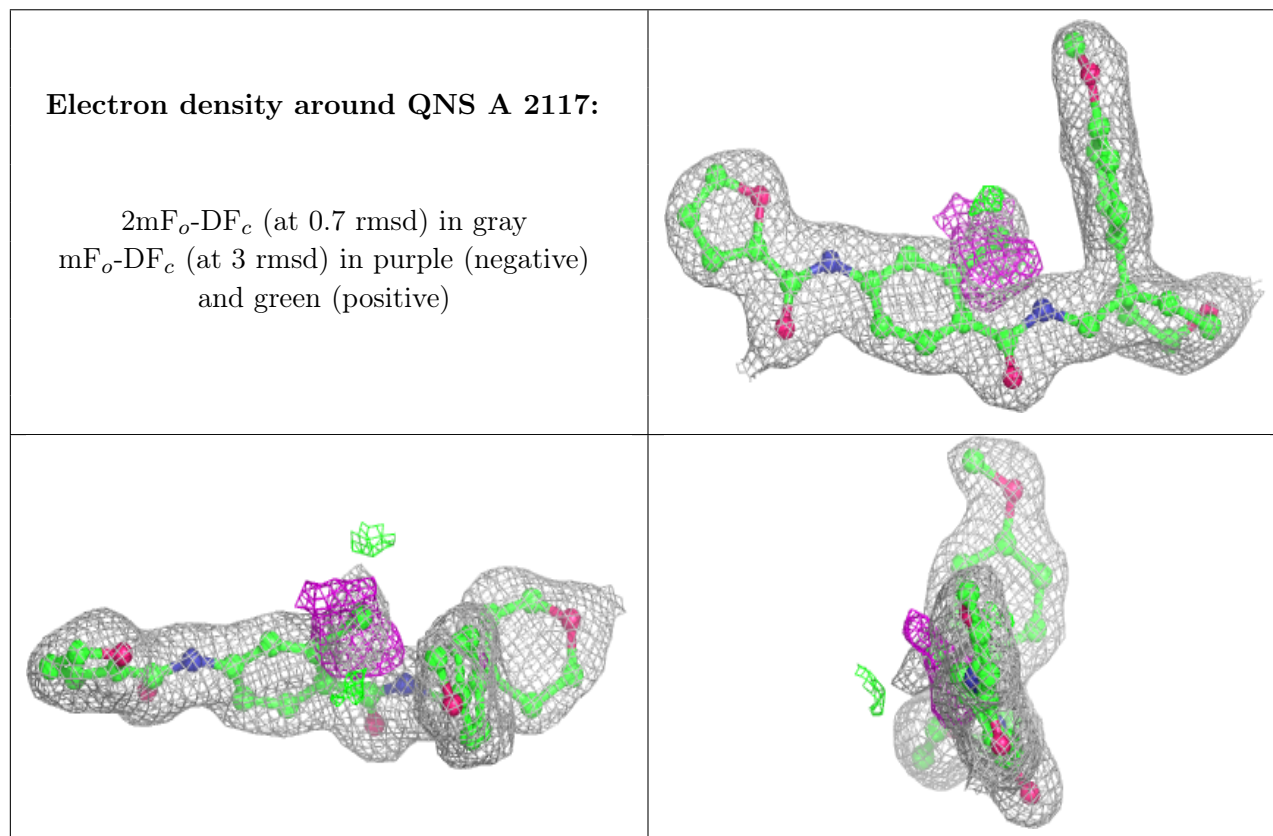 Electron density around QNS A 2117:
2mFo-DFc (at 0.7 rmsd) in gray
mFo-DFc (at 3 rmsd) in purple (negative)
and green (positive)